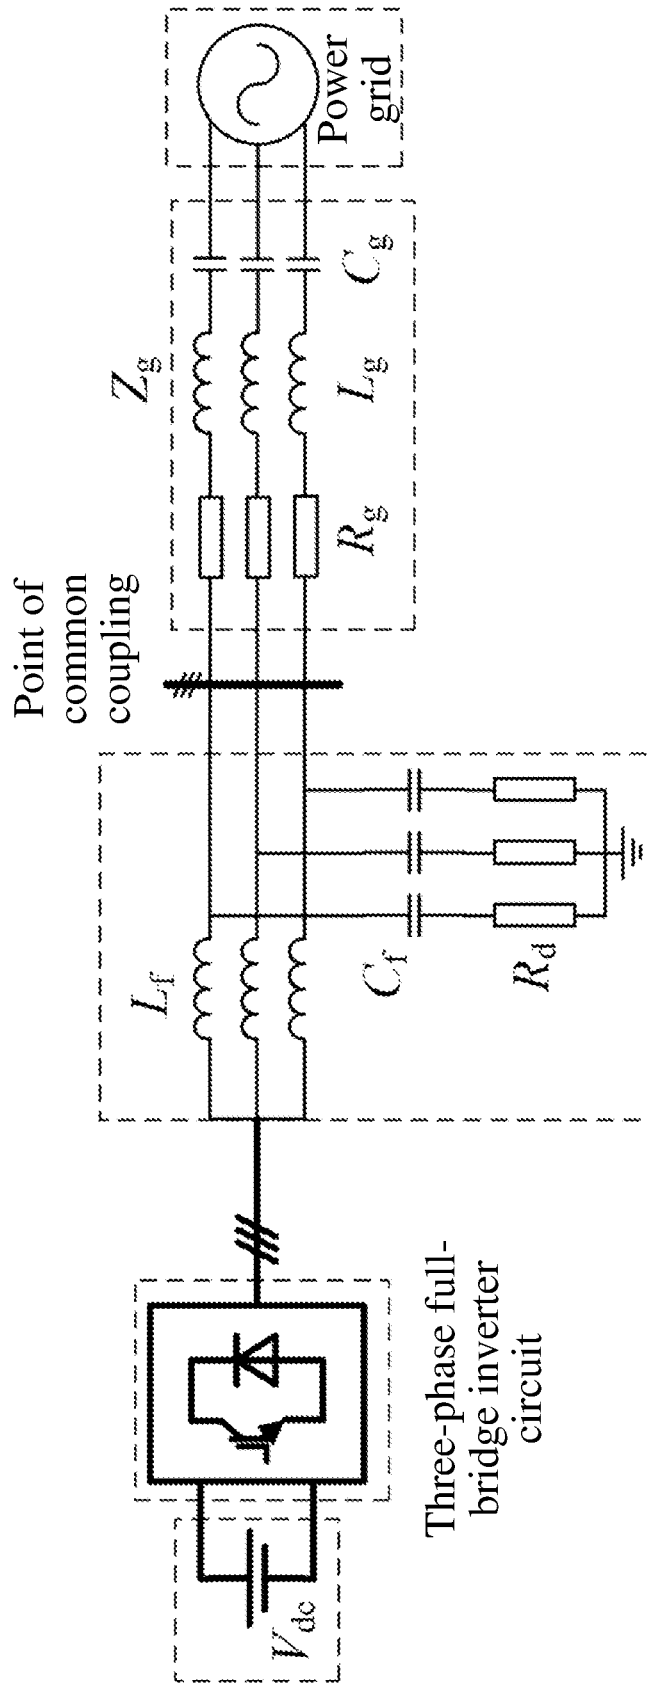 V_dc
Three-phase full-
bridge inverter
circuit
L_f
C_f
R_d
Point of
common
coupling
Z_g
R_g
L_g
C_g
Power
grid